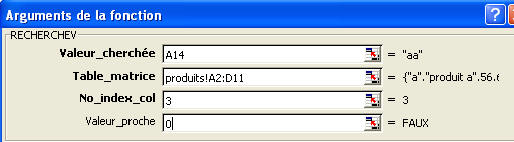 Arguments de la fonction
RECHERCHEV
Valeur_cherchée A14 = "aa"
Table_matrice produits!A2:D11 = {"a"."produit a".56.
No_index_col 3 = 3
Valeur_proche 0 = FAUX